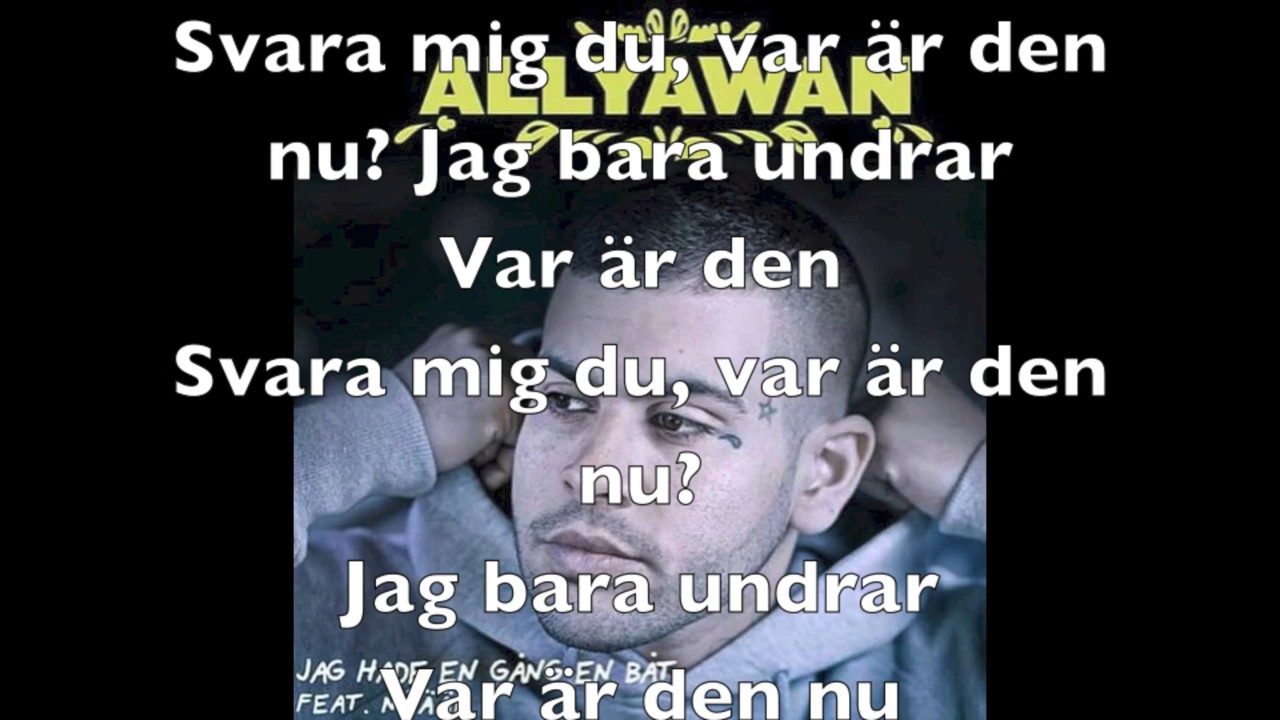 Svara mig du, var är den
ALLYAWAN
nu? Jag bara undrar
Var är den
Svara mig du, var är den
nu?
Jag bara undrar
JAG HADE EN GÅNG EN BÅT
FEAT.
Var är den nu